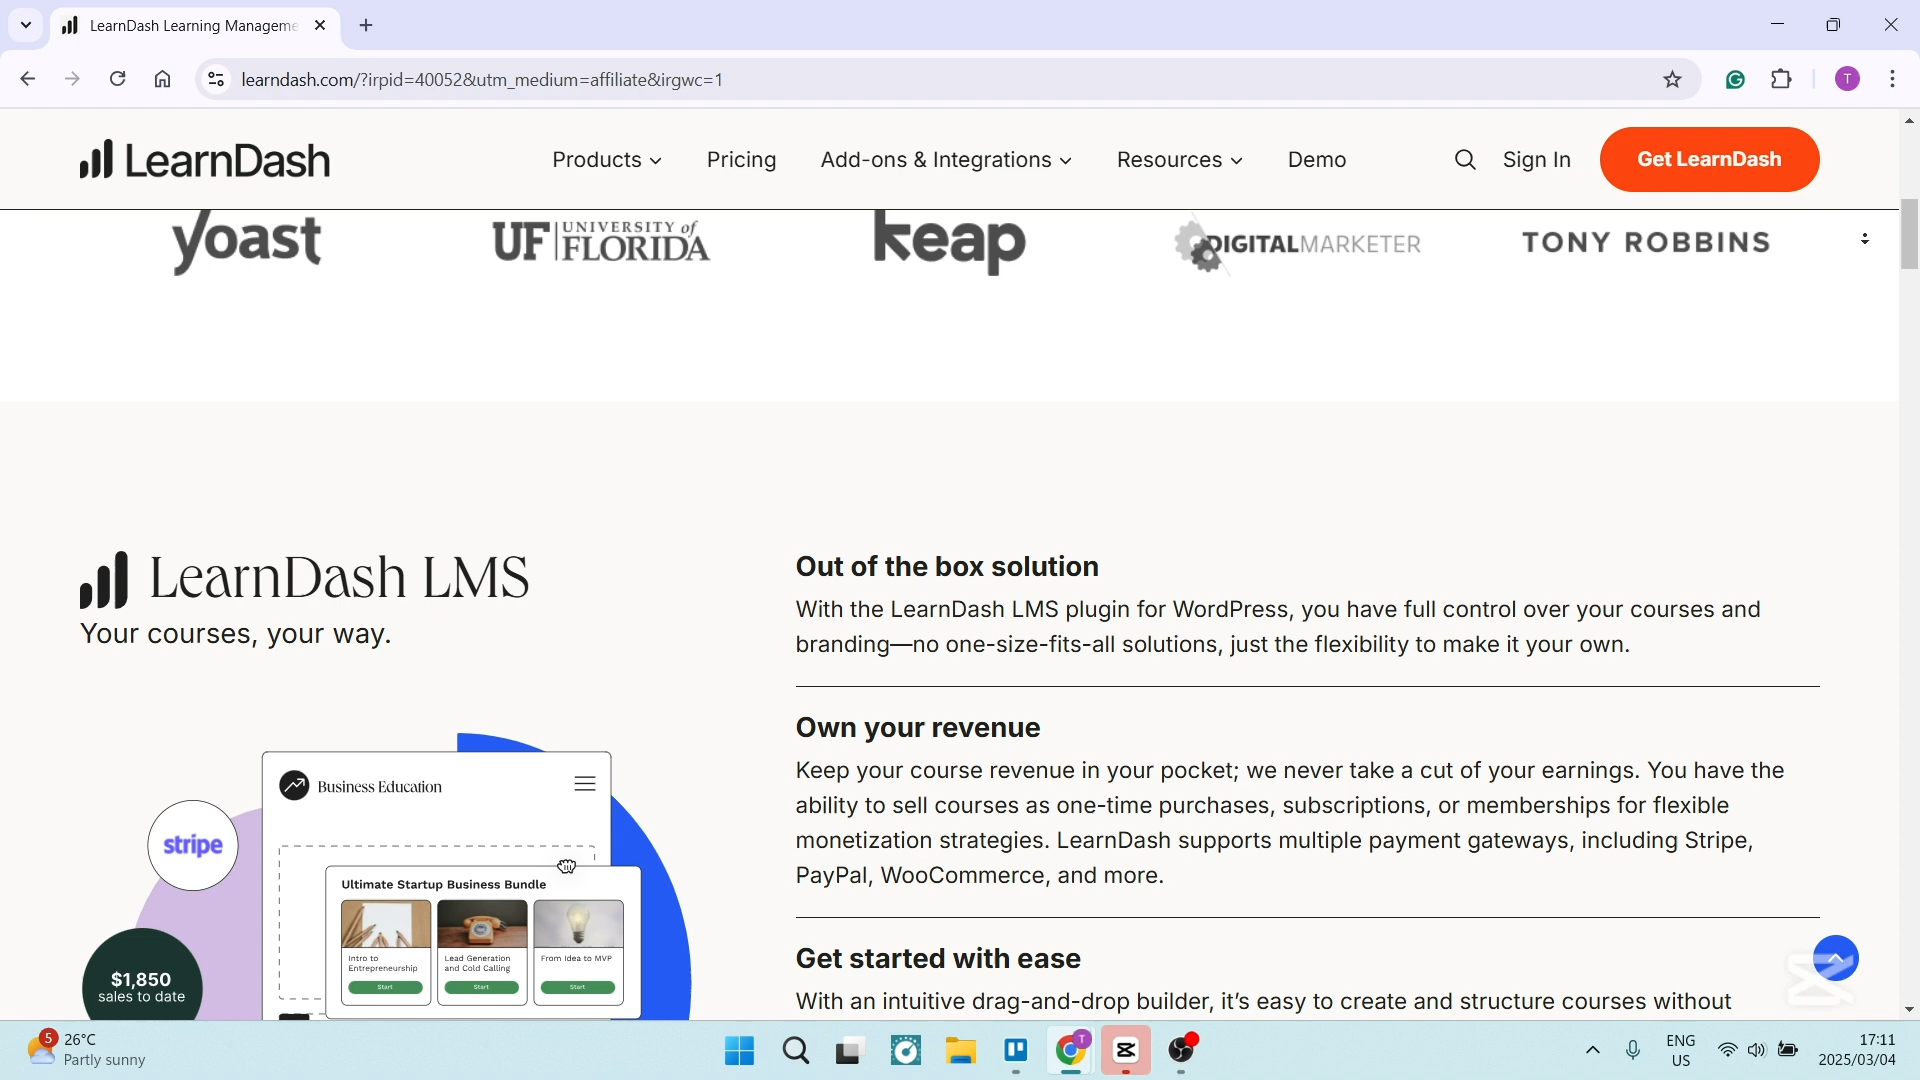 LearnDash Learning Manageme
learndash.com/?irpid=40052&utm_medium=affiliate&irgwc=1
T
LearnDash
Products
Pricing
Add-ons & Integrations
Resources
Demo
Sign In
Get LearnDash
yoast
UF UNIVERSITY of FLORIDA
keap
DIGITALMARKETER
TONY ROBBINS
LearnDash LMS
Your courses, your way.
Business Education
stripe
Ultimate Startup Business Bundle
Intro to Entrepreneurship
Lead Generation and Cold Calling
From Idea to MVP
Start
Start
Start
$1,850
sales to date
Out of the box solution
With the LearnDash LMS plugin for WordPress, you have full control over your courses and
branding—no one-size-fits-all solutions, just the flexibility to make it your own.
Own your revenue
Keep your course revenue in your pocket; we never take a cut of your earnings. You have the
ability to sell courses as one-time purchases, subscriptions, or memberships for flexible
monetization strategies. LearnDash supports multiple payment gateways, including Stripe,
PayPal, WooCommerce, and more.
Get started with ease
With an intuitive drag-and-drop builder, it's easy to create and structure courses without
5
26°C
Partly sunny
T
ENG
US
17:11
2025/03/04